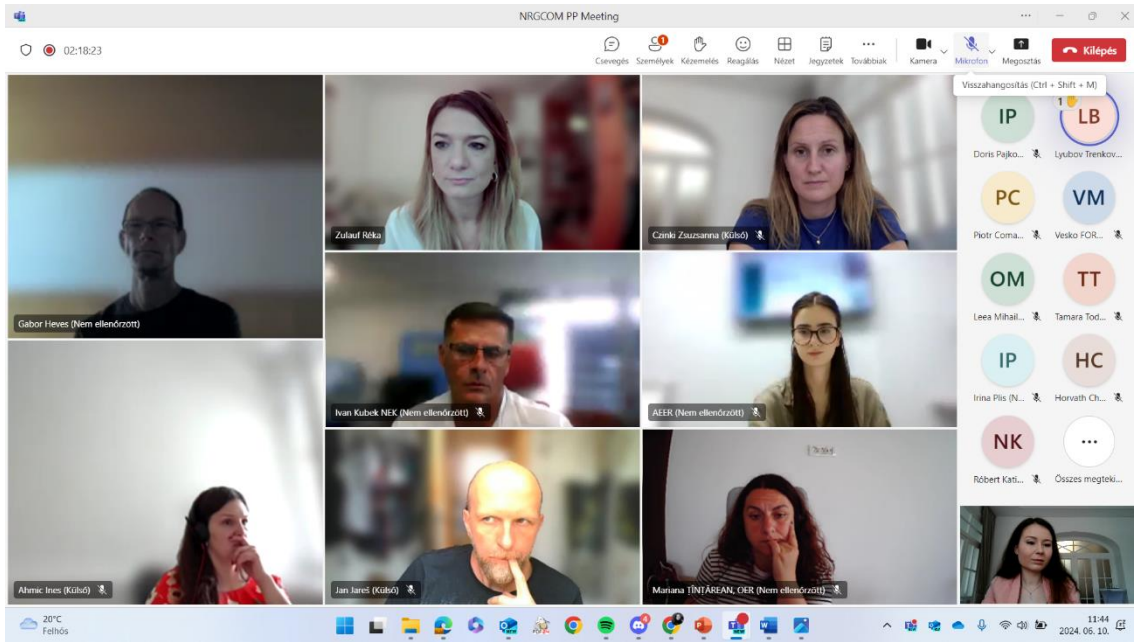 NRGCOM PP Meeting
02:18:23
Csevegés
Személyek
1
Kézemelés
Reagálás
Nézet
Jegyzetek
Továbbiak
Kamera
Mikrofon
Megosztás
Kilépés
Visszahangosítás (Ctrl + Shift + M)
Gabor Heves (Nem ellenőrzött)
Zulauf Réka
Czinki Zsuzsanna (Külső)
Ivan Kubek NEK (Nem ellenőrzött)
AEER (Nem ellenőrzött)
Ahmic Ines (Külső)
Jan Jareš (Külső)
Mariana ȚÎNȚĂREAN, OER (Nem ellenőrzött)
IP
Doris Pajko...
1
LB
Lyubov Trenkov...
PC
Piotr Coma...
VM
Vesko FOR...
OM
Leea Mihail...
TT
Tamara Tod...
IP
Irina Plis (N...
HC
Horvath Ch...
NK
Róbert Kati...
Összes megteki...
20°C
Felhős
11:44
2024. 06. 10.